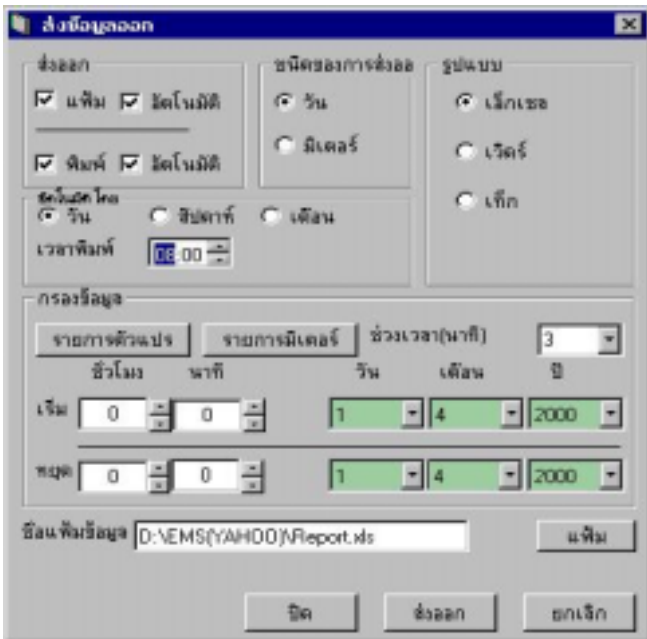 ส่งข้อมูลออก
ส่งออก
แฟ้ม อัตโนมัติ
พิมพ์ อัตโนมัติ
ชนิดของการส่งออ
วัน
มิเตอร์
รูปแบบ
เอ็กเซล
เวิดร์
เท็ก
อัตโนมัติ โดย
วัน สัปดาห์ เดือน
เวลาพิมพ์ 08:00
กรองข้อมูล
รายการตัวแปร รายการมิเตอร์ ช่วงเวลา(นาที) 3
ชั่วโมง นาที วัน เดือน ปี
เริ่ม 0 0 1 4 2000
หยุด 0 0 1 4 2000
ชื่อแฟ้มข้อมูล D:\EMS(YAHOO)\Report.xls แฟ้ม
ปิด ส่งออก ยกเลิก